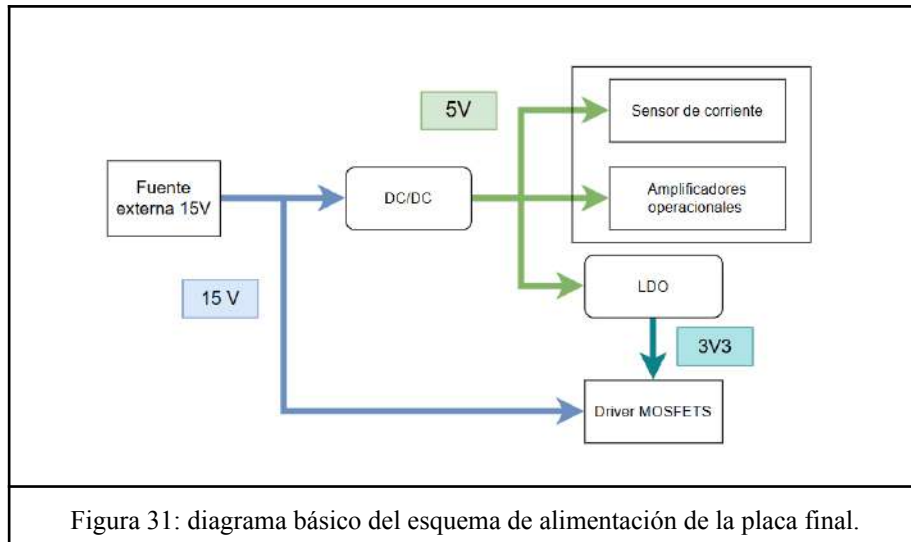 5V
Sensor de corriente
Fuente
externa 15V
DC/DC
Amplificadores
operacionales
15 V
LDO
3V3
Driver MOSFETS
Figura 31: diagrama básico del esquema de alimentación de la placa final.